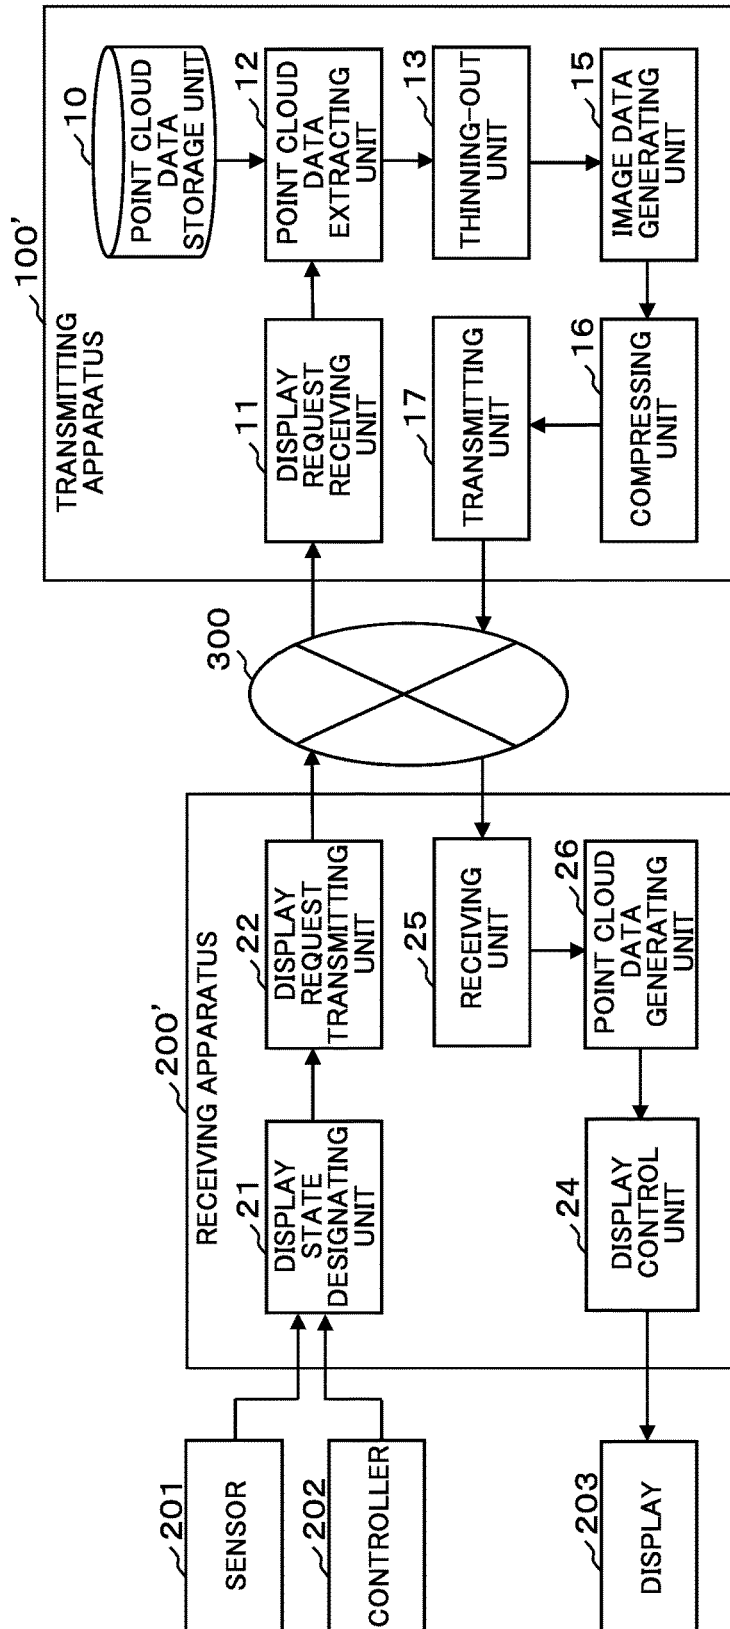 201
SENSOR
202
CONTROLLER
203
DISPLAY
200'
RECEIVING APPARATUS
21
DISPLAY
STATE
DESIGNATING
UNIT
22
DISPLAY
REQUEST
TRANSMITTING
UNIT
25
RECEIVING
UNIT
26
POINT CLOUD
DATA
GENERATING
UNIT
24
DISPLAY
CONTROL
UNIT
300
100'
TRANSMITTING
APPARATUS
11
DISPLAY
REQUEST
RECEIVING
UNIT
10
POINT CLOUD
DATA
STORAGE UNIT
12
POINT CLOUD
DATA
EXTRACTING
UNIT
13
THINNING-OUT
UNIT
15
IMAGE DATA
GENERATING
UNIT
16
COMPRESSING
UNIT
17
TRANSMITTING
UNIT